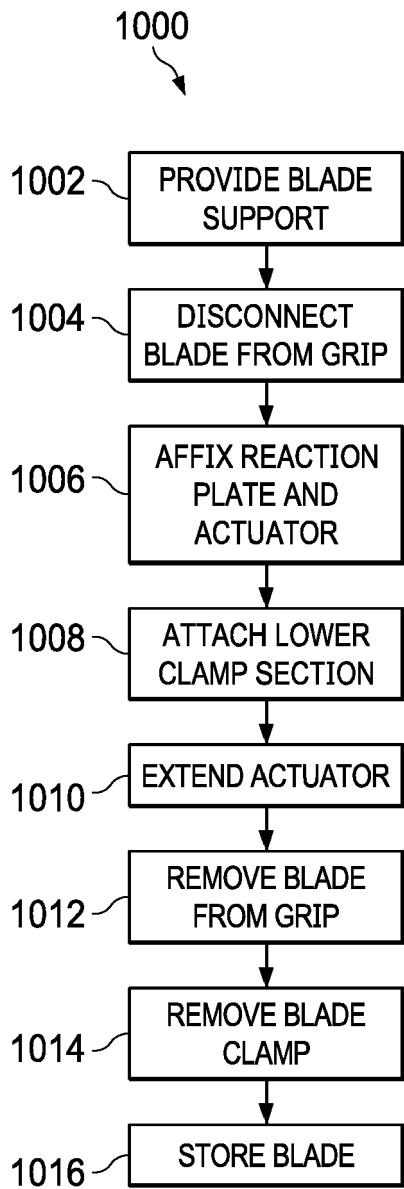 1000
1002
PROVIDE BLADE
SUPPORT
1004
DISCONNECT
BLADE FROM GRIP
1006
AFFIX REACTION
PLATE AND
ACTUATOR
1008
ATTACH LOWER
CLAMP SECTION
1010
EXTEND ACTUATOR
1012
REMOVE BLADE
FROM GRIP
1014
REMOVE BLADE
CLAMP
1016
STORE BLADE